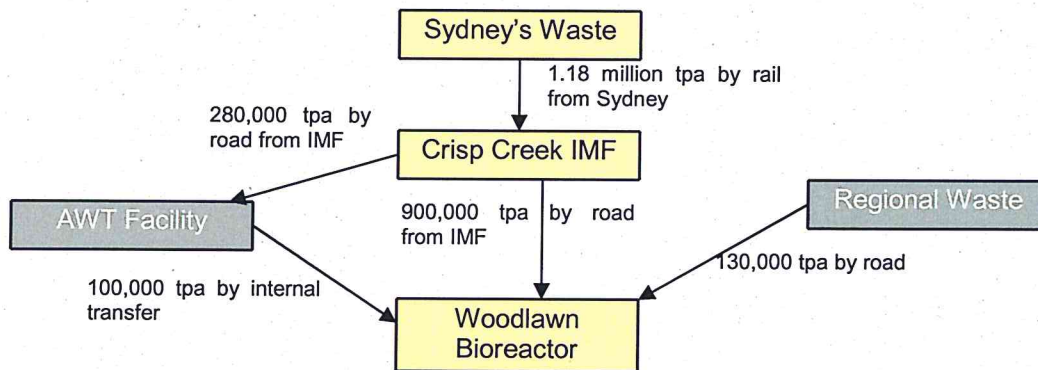 Sydney's Waste
1.18 million tpa by rail
from Sydney
280,000 tpa by
road from IMF
Crisp Creek IMF
AWT Facility
900,000 tpa by road
from IMF
Regional Waste
130,000 tpa by road
100,000 tpa by internal
transfer
Woodlawn
Bioreactor